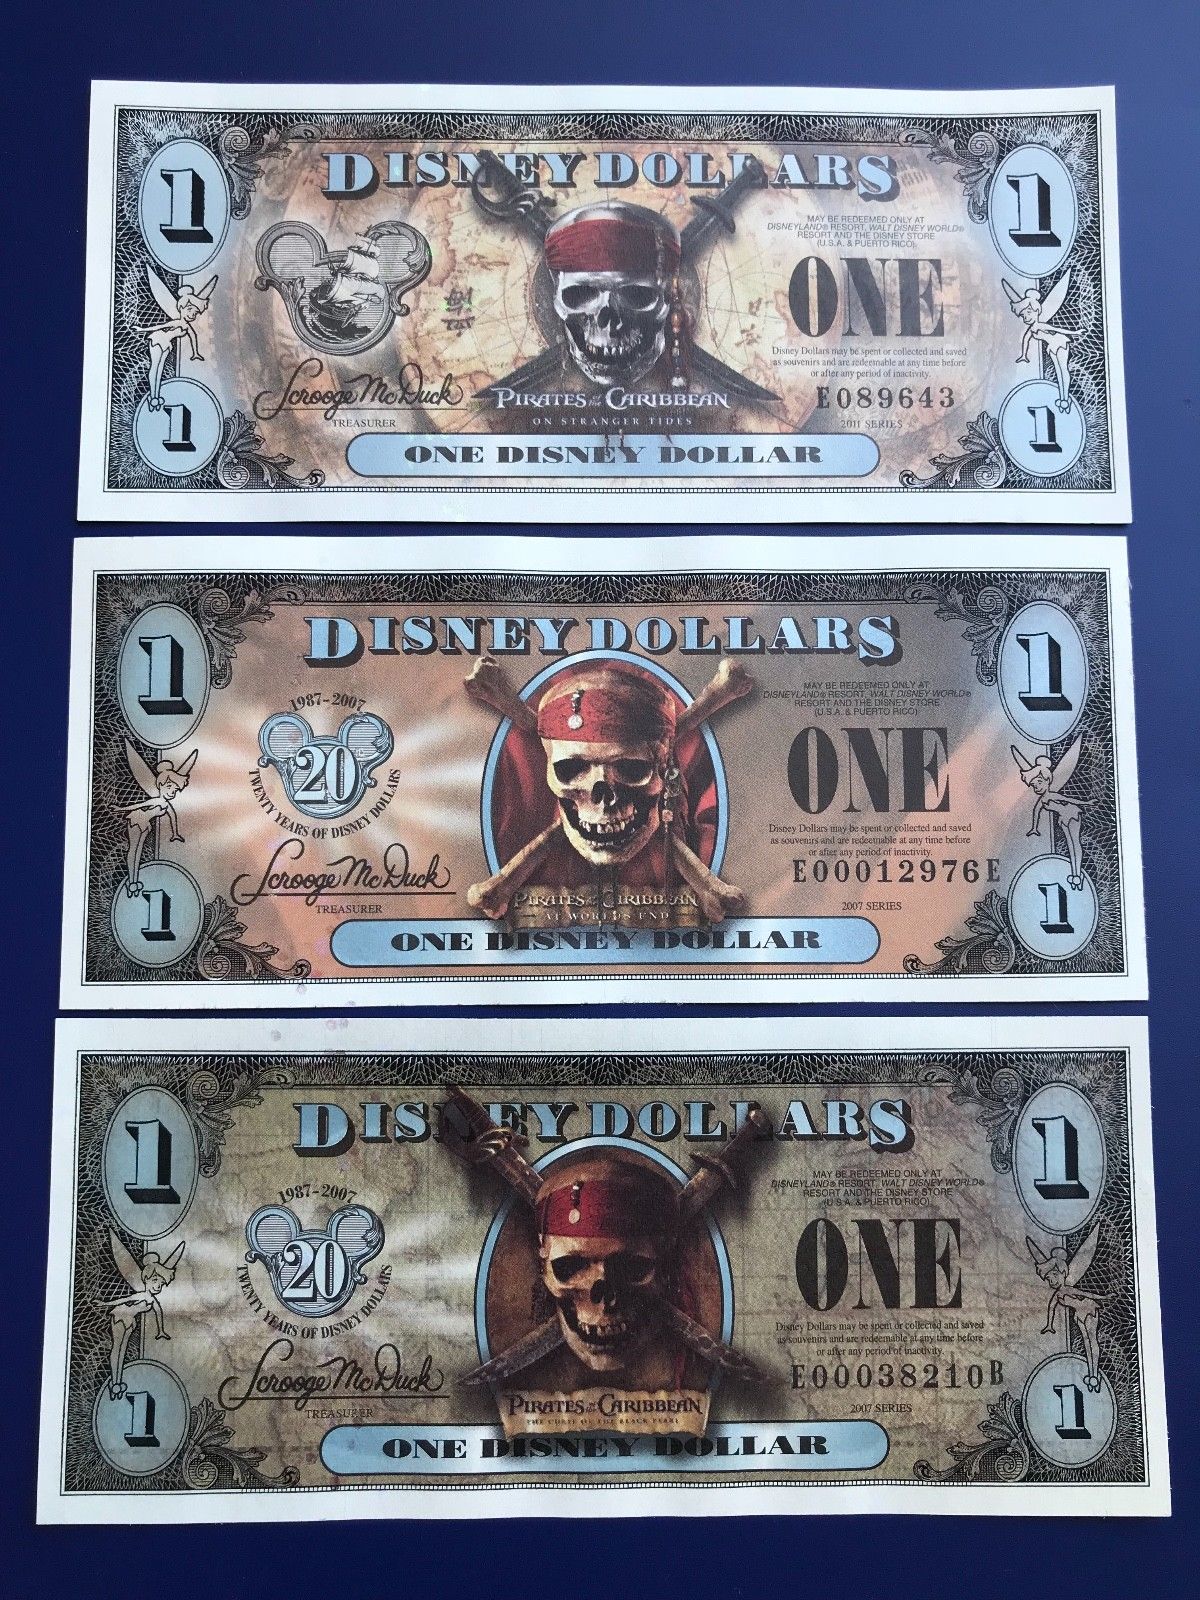 DISNEY DOLLARS
1
1
MAY BE REDEEMED ONLY AT
DISNEYLAND® RESORT, WALT DISNEY WORLD®
RESORT AND THE DISNEY STORE
(U.S.A. & PUERTO RICO).
ONE
Disney Dollars may be spent or collected and saved
as souvenirs and are redeemable at any time before
or after any period of inactivity.
Scrooge McDuck
TREASURER
PIRATES of the CARIBBEAN
ON STRANGER TIDES
E089643
2011 SERIES
1
1
ONE DISNEY DOLLAR
DISNEY DOLLARS
1
1
1987-2007
20
TWENTY YEARS OF DISNEY DOLLARS
MAY BE REDEEMED ONLY AT
DISNEYLAND® RESORT, WALT DISNEY WORLD®
RESORT AND THE DISNEY STORE
(U.S.A. & PUERTO RICO)
ONE
Disney Dollars may be spent or collected and saved
as souvenirs and are redeemable at any time before
or after any period of inactivity.
Scrooge McDuck
TREASURER
PIRATES of the CARIBBEAN
AT WORLD'S END
E00012976E
2007 SERIES
1
1
ONE DISNEY DOLLAR
DISNEY DOLLARS
1
1
1987-2007
20
TWENTY YEARS OF DISNEY DOLLARS
MAY BE REDEEMED ONLY AT
DISNEYLAND® RESORT, WALT DISNEY WORLD®
RESORT AND THE DISNEY STORE
(U.S.A. & PUERTO RICO)
ONE
Disney Dollars may be spent or collected and saved
as souvenirs and are redeemable at any time before
or after any period of inactivity.
Scrooge McDuck
TREASURER
PIRATES of the CARIBBEAN
THE CURSE OF THE BLACK PEARL
E00038210B
2007 SERIES
1
1
ONE DISNEY DOLLAR